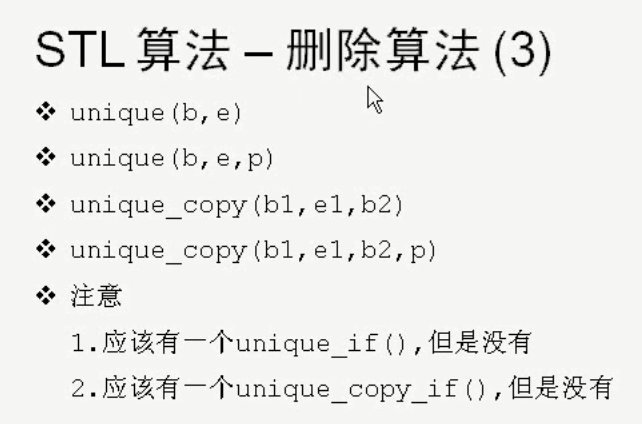 STL 算法 – 删除算法 (3)
unique(b,e)
unique(b,e,p)
unique_copy(b1,e1,b2)
unique_copy(b1,e1,b2,p)
注意
1.应该有一个unique_if(),但是没有
2.应该有一个unique_copy_if(),但是没有